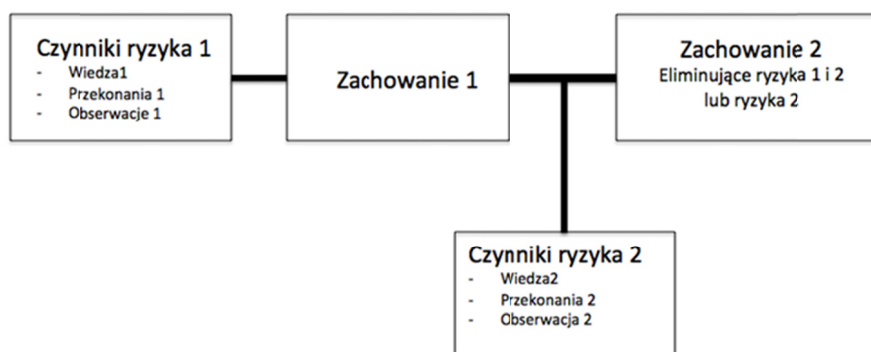 Czynniki ryzyka 1
- Wiedza1
- Przekonania 1
- Obserwacje 1
Zachowanie 1
Zachowanie 2
Eliminujące ryzyka 1 i 2
lub ryzyka 2
Czynniki ryzyka 2
- Wiedza2
- Przekonania 2
- Obserwacja 2